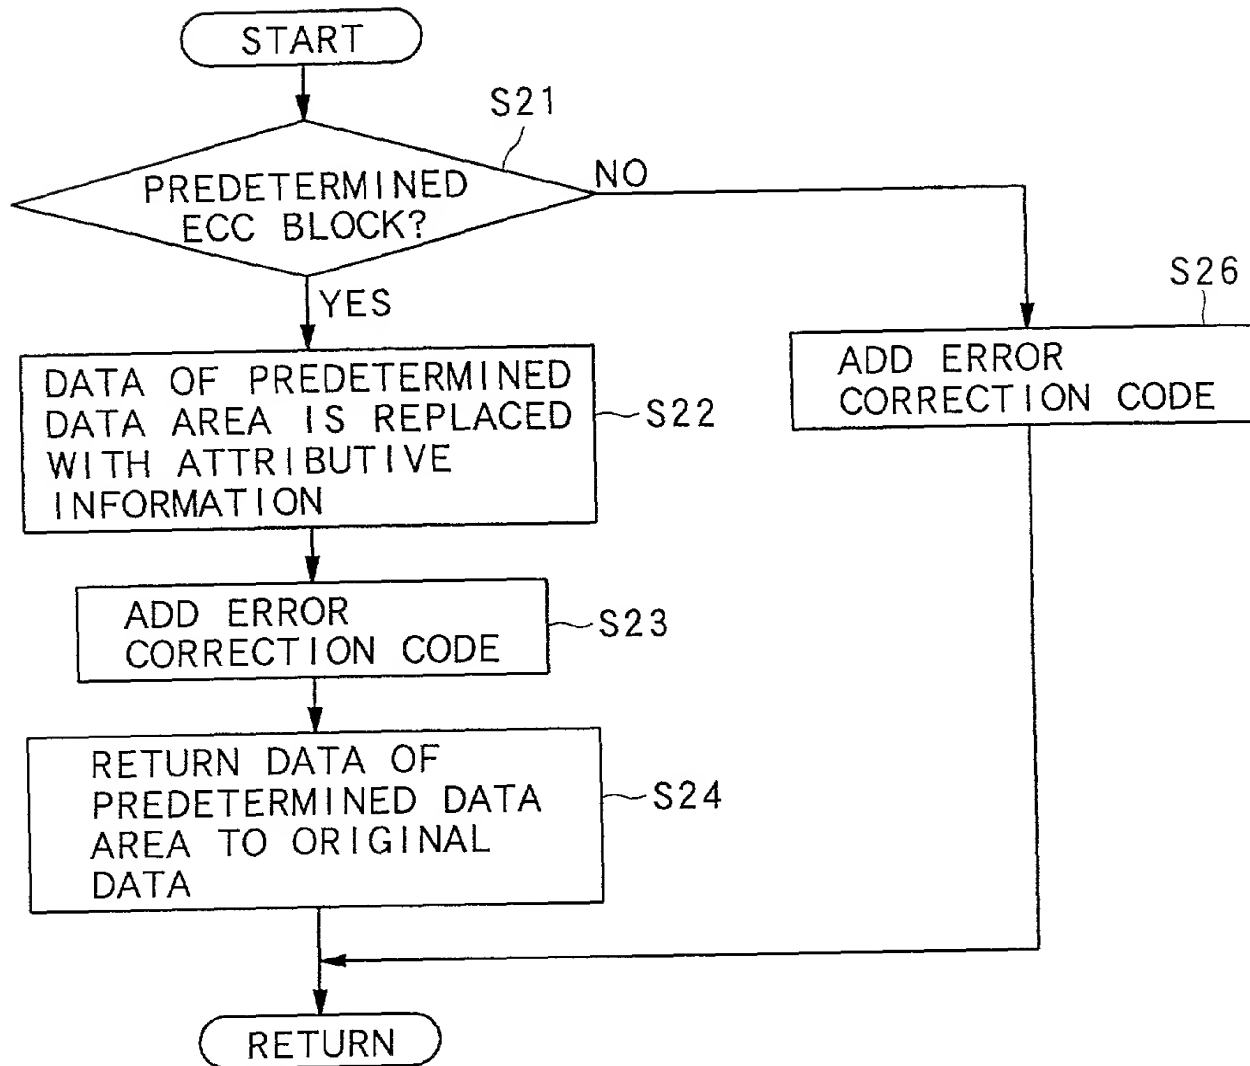 START
S21
PREDETERMINED
ECC BLOCK?
NO
YES
S26
ADD ERROR
CORRECTION CODE
DATA OF PREDETERMINED
DATA AREA IS REPLACED
WITH ATTRIBUTIVE
INFORMATION
S22
ADD ERROR
CORRECTION CODE
S23
RETURN DATA OF
PREDETERMINED DATA
AREA TO ORIGINAL
DATA
S24
RETURN